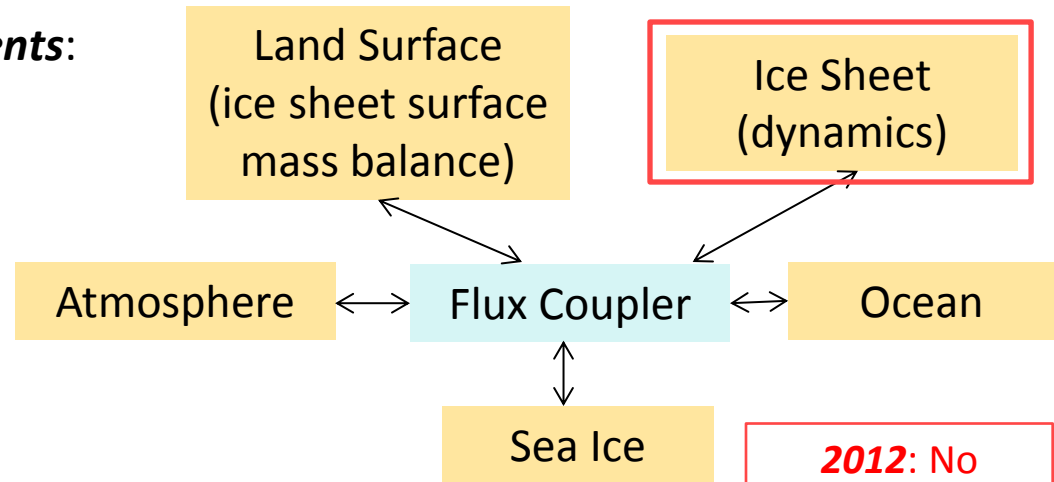 ents:
Land Surface
(ice sheet surface
mass balance)
Ice Sheet
(dynamics)
Atmosphere
Flux Coupler
Ocean
Sea Ice
2012: No